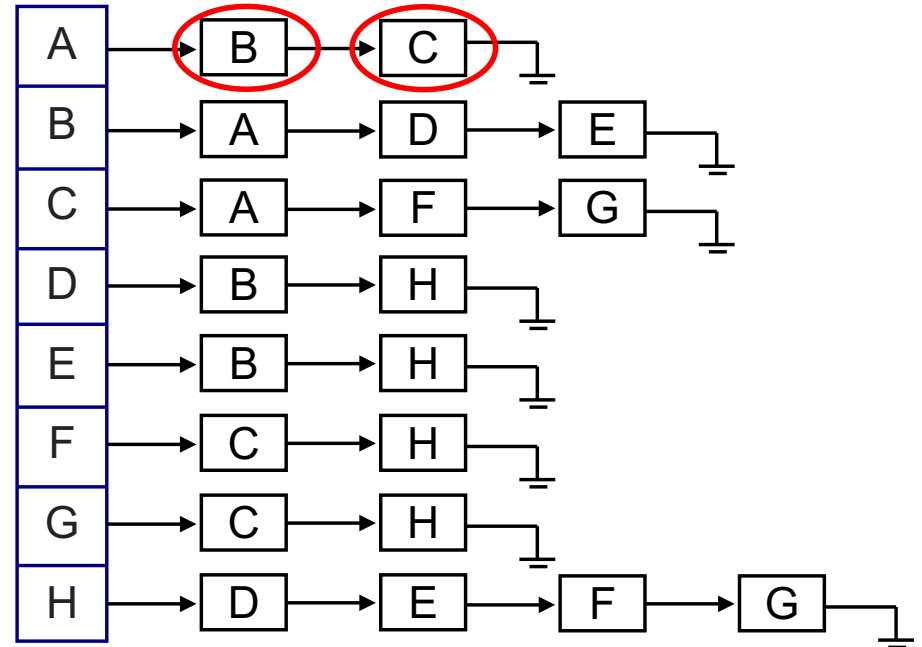 A B C
B A D E
C A F G
D B H
E B H
F C H
G C H
H D E F G